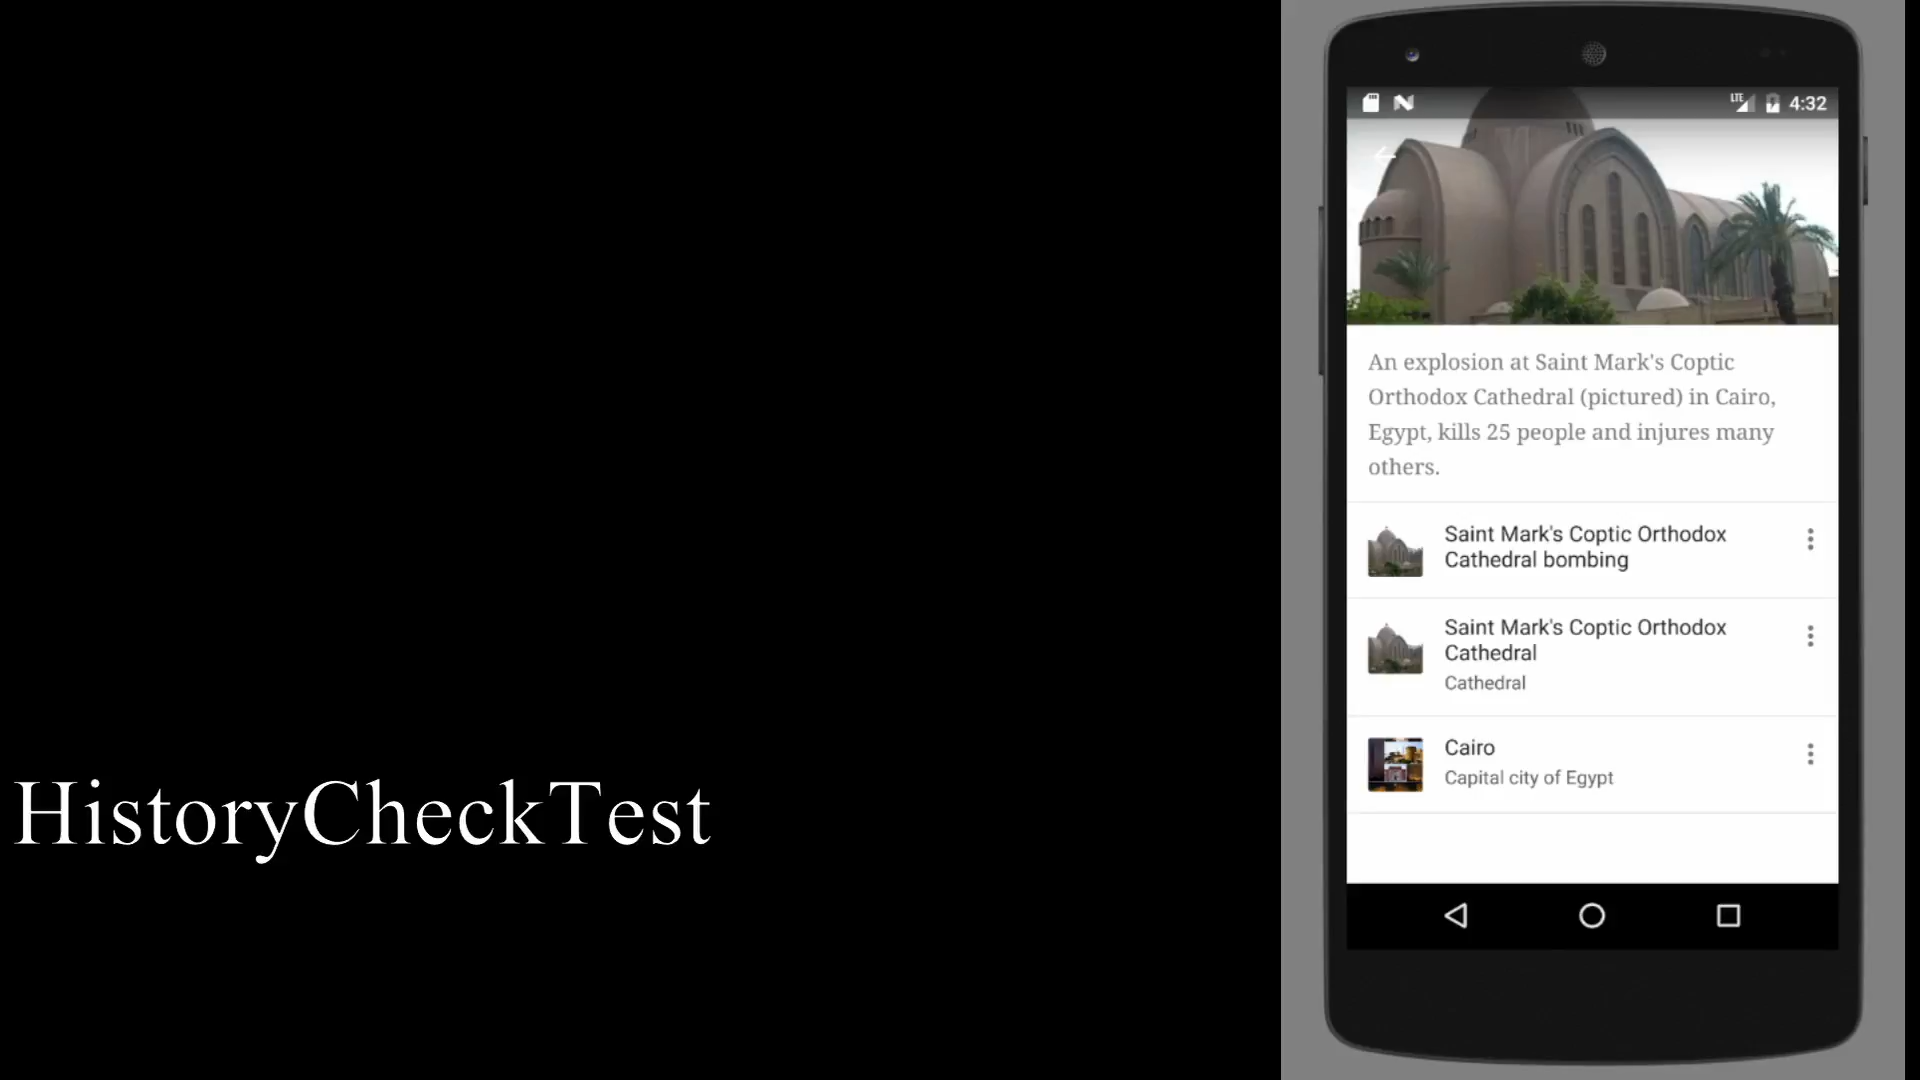 LTE 4:32
An explosion at Saint Mark's Coptic
Orthodox Cathedral (pictured) in Cairo,
Egypt, kills 25 people and injures many
others.
Saint Mark's Coptic Orthodox
Cathedral bombing
Saint Mark's Coptic Orthodox
Cathedral
Cathedral
Cairo
Capital city of Egypt
HistoryCheckTest